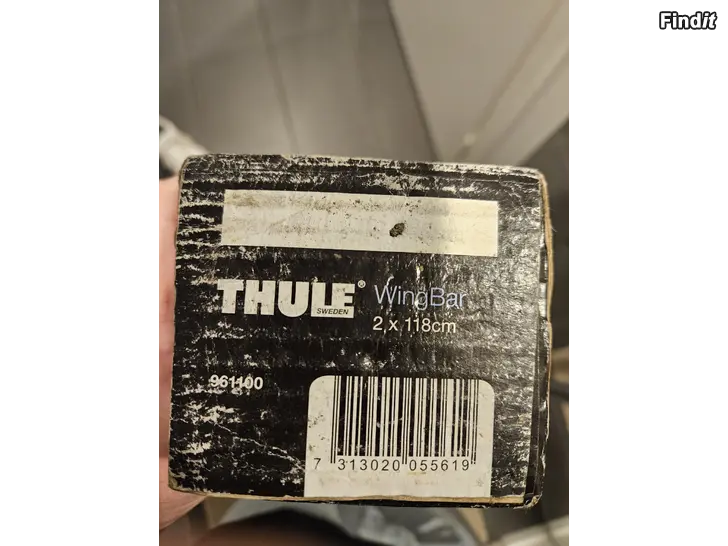 Findit
THULE® WingBar
SWEDEN
2 x 118cm
961100
7 313020 055619